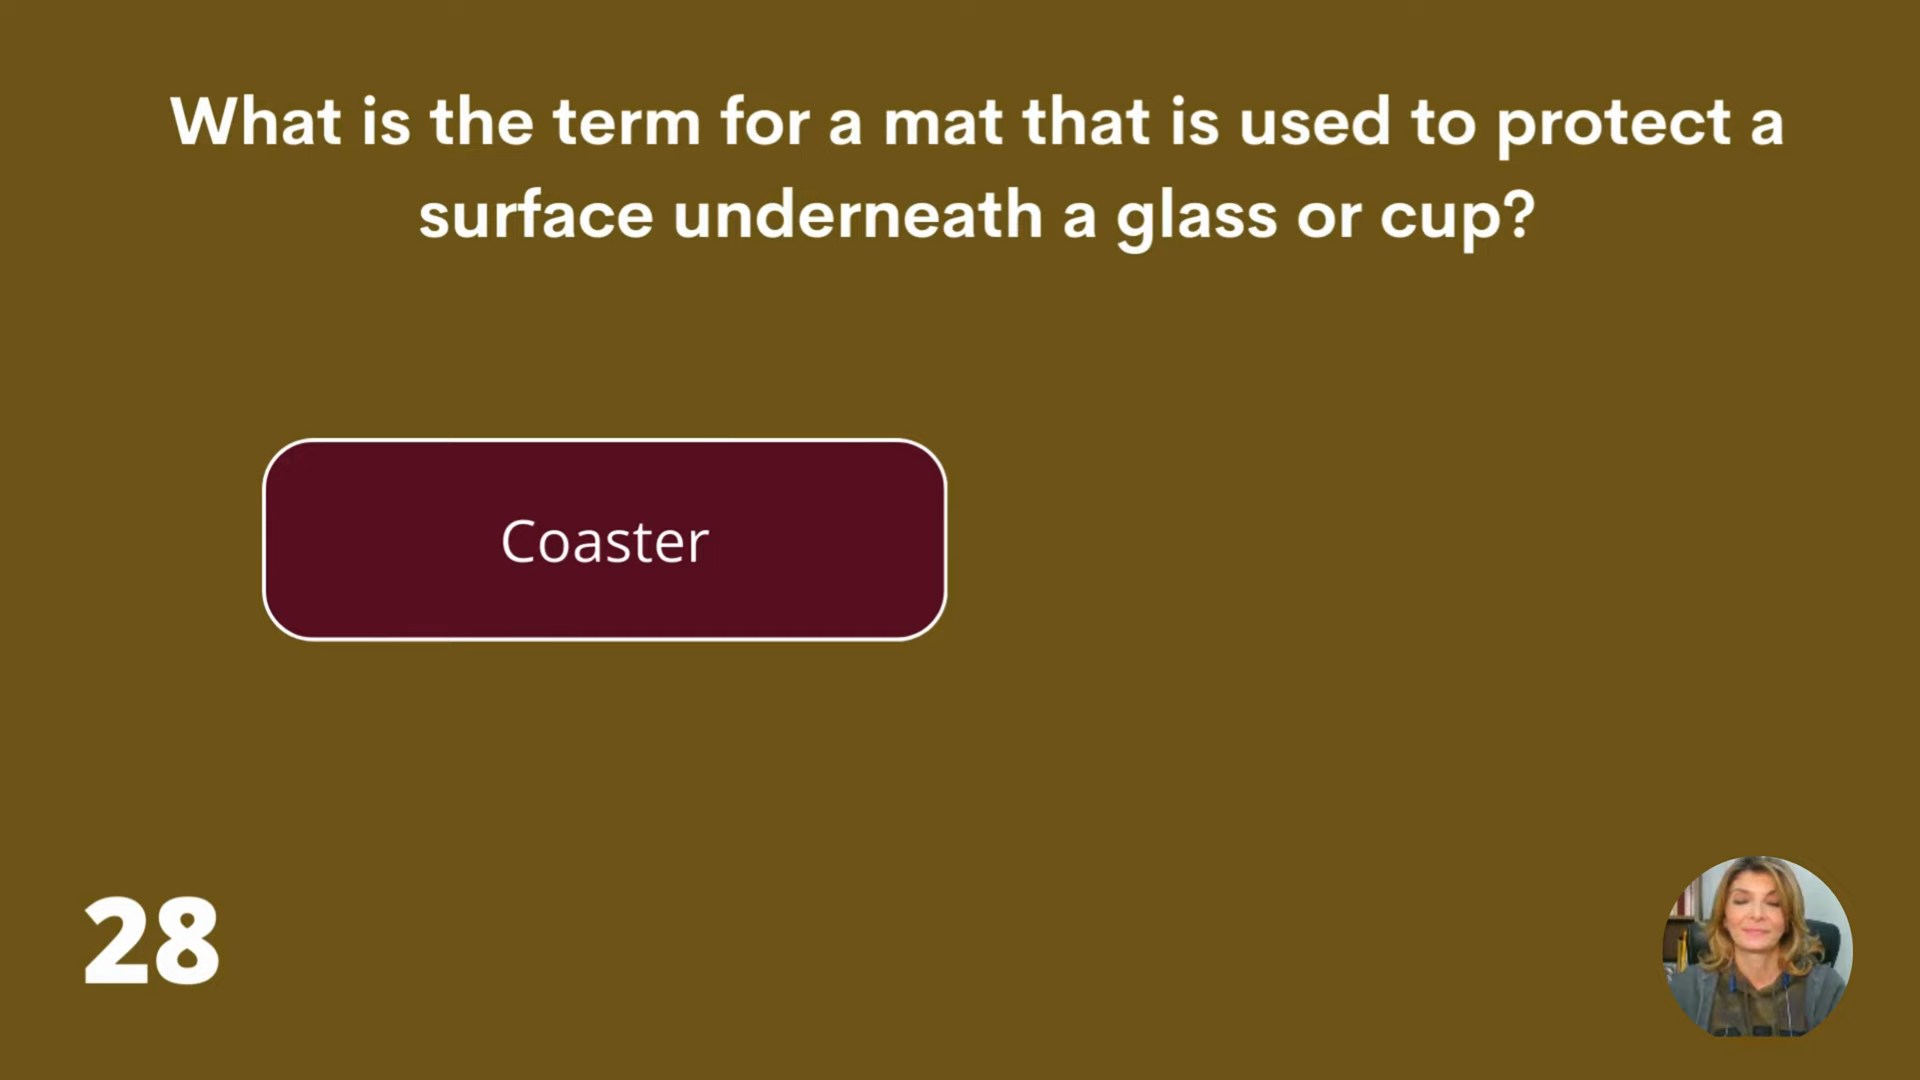 What is the term for a mat that is used to protect a
surface underneath a glass or cup?
Coaster
28